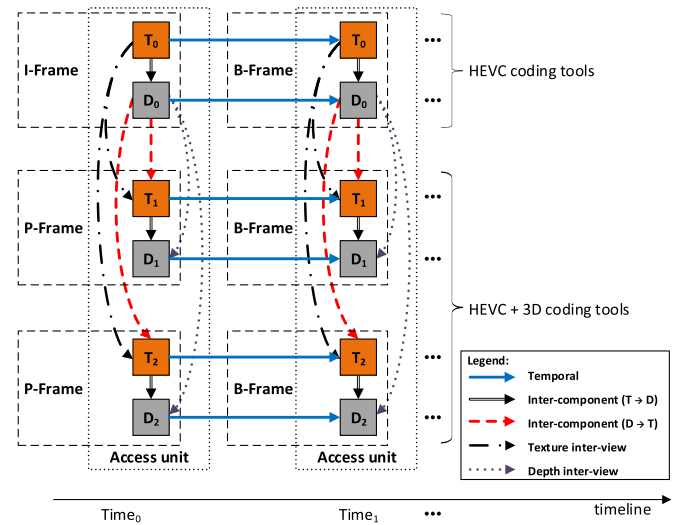 T0 T0 •••
I-Frame B-Frame HEVC coding tools
D0 D0 •••
T1 T1 •••
P-Frame B-Frame
D1 D1 •••
HEVC + 3D coding tools
T2 T2 •••
Legend:
Temporal
P-Frame B-Frame
Inter-component (T → D)
D2 D2 •••
Inter-component (D → T)
Texture inter-view
Access unit Access unit
Depth inter-view
timeline
Time0 Time1 •••